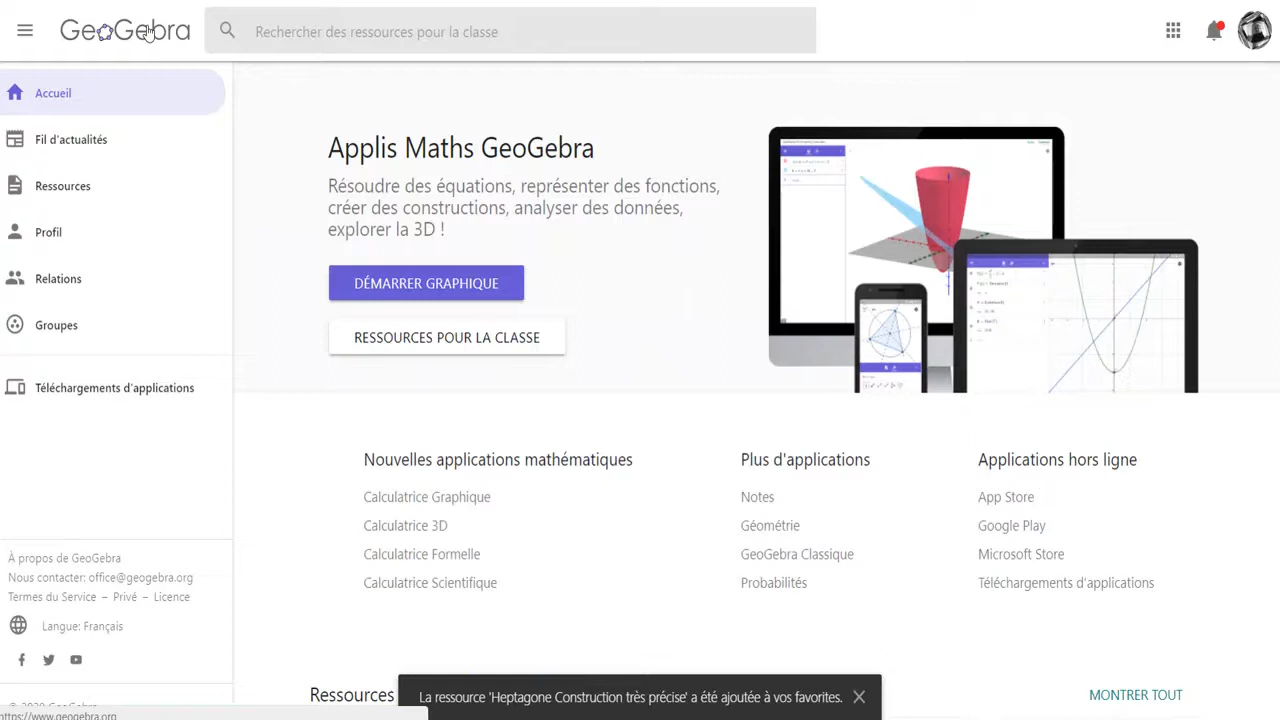 GeoGebra
Rechercher des ressources pour la classe
Accueil
Fil d'actualités
Ressources
Profil
Relations
Groupes
Téléchargements d'applications
À propos de GeoGebra
Nous contacter: office@geogebra.org
Termes du Service – Privé – Licence
Langue: Français
https://www.geogebra.org
Applis Maths GeoGebra
Résoudre des équations, représenter des fonctions,
créer des constructions, analyser des données,
explorer la 3D !
DÉMARRER GRAPHIQUE
RESSOURCES POUR LA CLASSE
Nouvelles applications mathématiques
Calculatrice Graphique
Calculatrice 3D
Calculatrice Formelle
Calculatrice Scientifique
Plus d'applications
Notes
Géométrie
GeoGebra Classique
Probabilités
Applications hors ligne
App Store
Google Play
Microsoft Store
Téléchargements d'applications
Ressources
MONTRER TOUT
La ressource 'Heptagone Construction très précise' a été ajoutée à vos favorites.